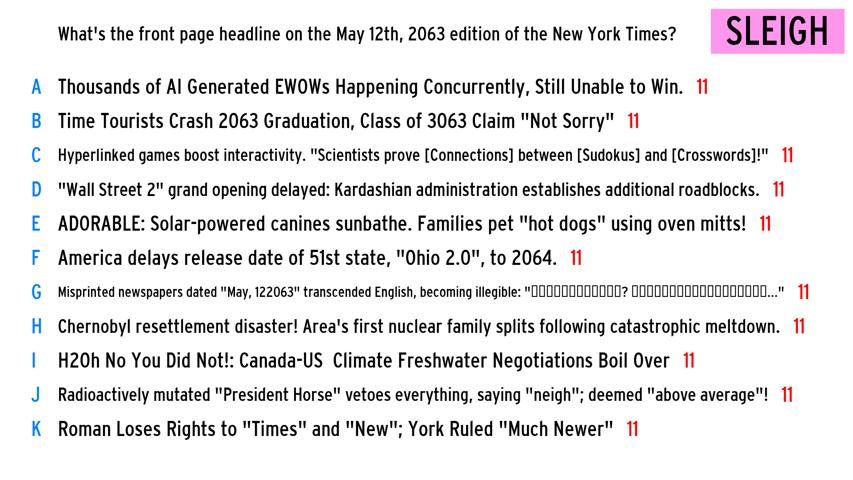 What's the front page headline on the May 12th, 2063 edition of the New York Times?
SLEIGH
A Thousands of AI Generated EWOWs Happening Concurrently, Still Unable to Win. 11
B Time Tourists Crash 2063 Graduation, Class of 3063 Claim "Not Sorry" 11
C Hyperlinked games boost interactivity. "Scientists prove [Connections] between [Sudokus] and [Crosswords]!" 11
D "Wall Street 2" grand opening delayed: Kardashian administration establishes additional roadblocks. 11
E ADORABLE: Solar-powered canines sunbathe. Families pet "hot dogs" using oven mitts! 11
F America delays release date of 51st state, "Ohio 2.0", to 2064. 11
G Misprinted newspapers dated "May, 122063" transcended English, becoming illegible: "▯▯▯▯▯▯▯▯▯▯▯▯▯? ▯▯▯▯▯▯▯▯▯▯▯▯▯▯▯▯▯▯▯..." 11
H Chernobyl resettlement disaster! Area's first nuclear family splits following catastrophic meltdown. 11
I H2Oh No You Did Not!: Canada-US Climate Freshwater Negotiations Boil Over 11
J Radioactively mutated "President Horse" vetoes everything, saying "neigh"; deemed "above average"! 11
K Roman Loses Rights to "Times" and "New"; York Ruled "Much Newer" 11